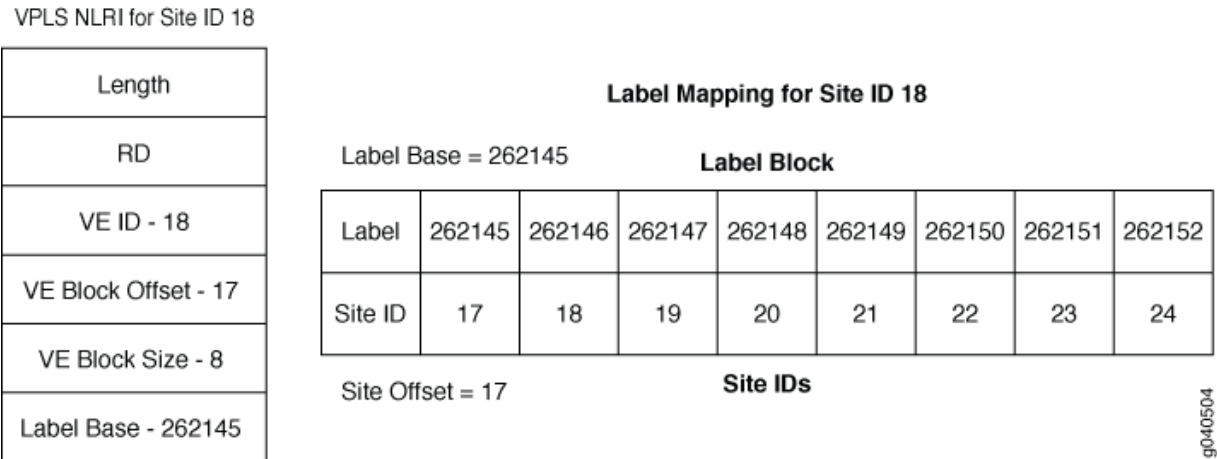 VPLS NLRI for Site ID 18
Length
RD
VE ID - 18
VE Block Offset - 17
VE Block Size - 8
Label Base - 262145
Label Mapping for Site ID 18
Label Base = 262145
Label Block
Label 262145 262146 262147 262148 262149 262150 262151 262152
Site ID 17 18 19 20 21 22 23 24
Site Offset = 17
Site IDs
g040504